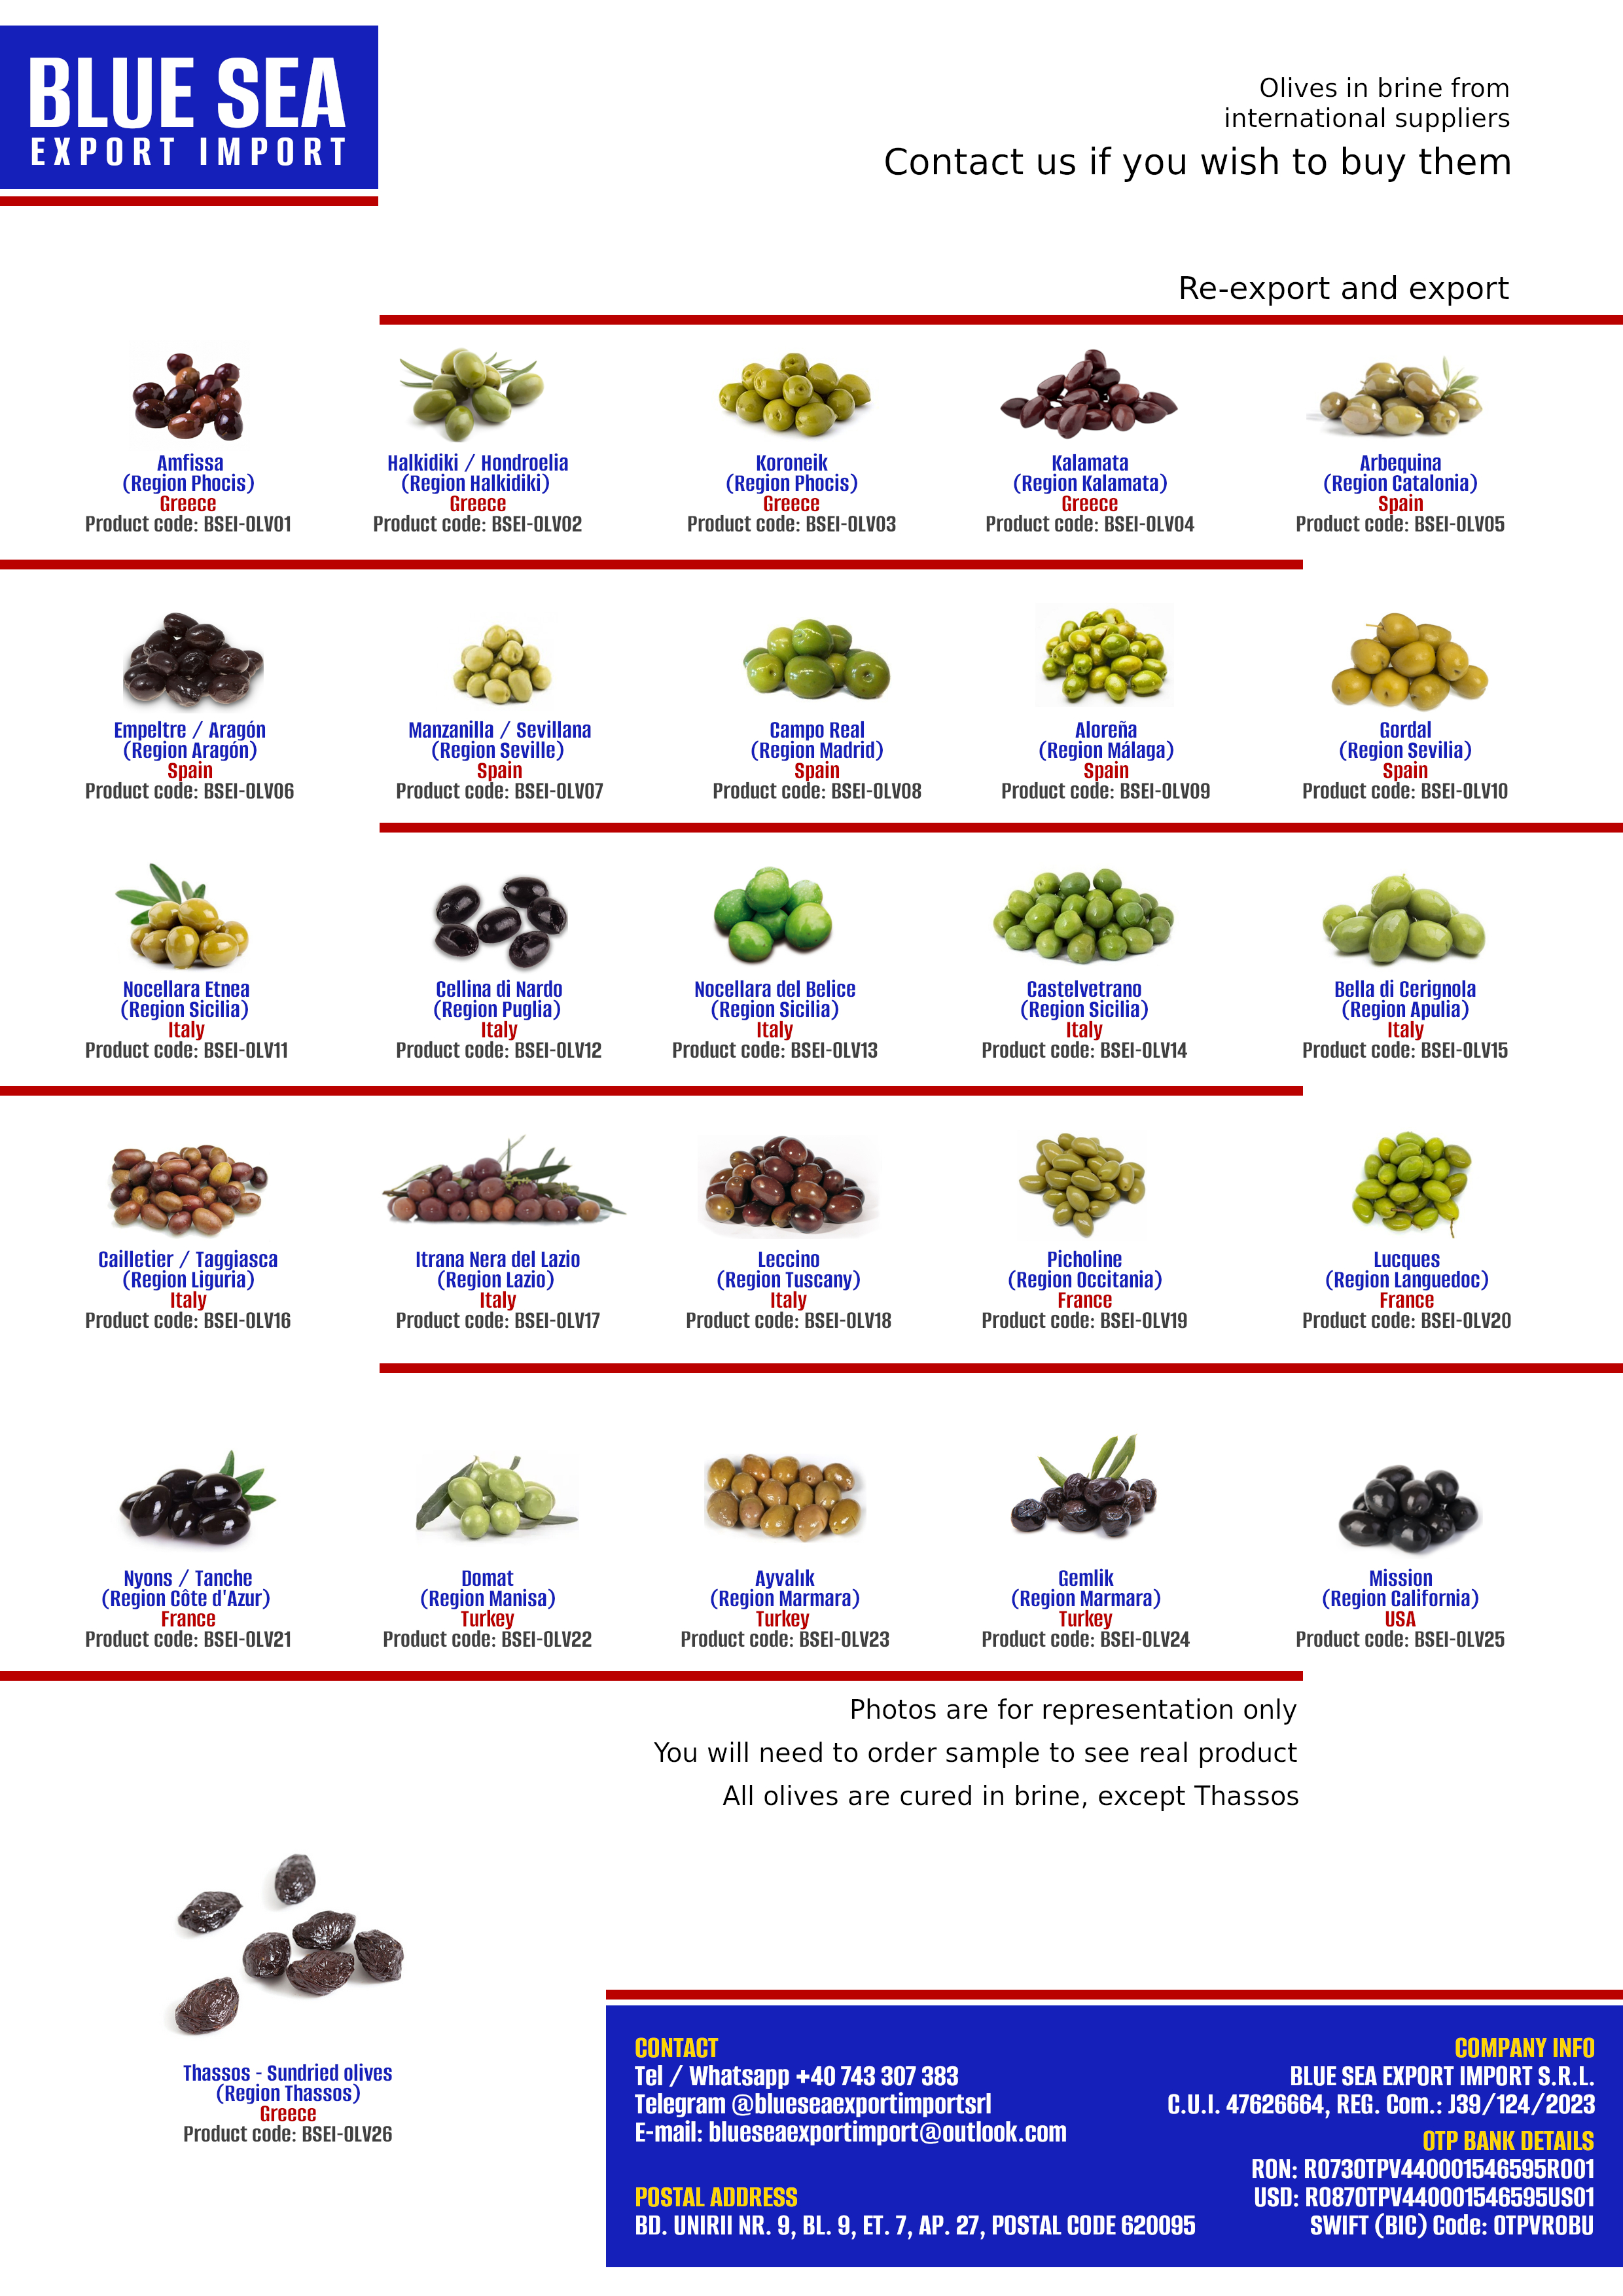 BLUE SEA
EXPORT IMPORT
Olives in brine from
international suppliers
Contact us if you wish to buy them
Re-export and export
Amfissa
(Region Phocis)
Greece
Product code: BSEI-OLV01
Halkidiki / Hondroelia
(Region Halkidiki)
Greece
Product code: BSEI-OLV02
Koroneik
(Region Phocis)
Greece
Product code: BSEI-OLV03
Kalamata
(Region Kalamata)
Greece
Product code: BSEI-OLV04
Arbequina
(Region Catalonia)
Spain
Product code: BSEI-OLV05
Empeltre / Aragón
(Region Aragón)
Spain
Product code: BSEI-OLV06
Manzanilla / Sevillana
(Region Seville)
Spain
Product code: BSEI-OLV07
Campo Real
(Region Madrid)
Spain
Product code: BSEI-OLV08
Aloreña
(Region Málaga)
Spain
Product code: BSEI-OLV09
Gordal
(Region Sevilia)
Spain
Product code: BSEI-OLV10
Nocellara Etnea
(Region Sicilia)
Italy
Product code: BSEI-OLV11
Cellina di Nardo
(Region Puglia)
Italy
Product code: BSEI-OLV12
Nocellara del Belice
(Region Sicilia)
Italy
Product code: BSEI-OLV13
Castelvetrano
(Region Sicilia)
Italy
Product code: BSEI-OLV14
Bella di Cerignola
(Region Apulia)
Italy
Product code: BSEI-OLV15
Cailletier / Taggiasca
(Region Liguria)
Italy
Product code: BSEI-OLV16
Itrana Nera del Lazio
(Region Lazio)
Italy
Product code: BSEI-OLV17
Leccino
(Region Tuscany)
Italy
Product code: BSEI-OLV18
Picholine
(Region Occitania)
France
Product code: BSEI-OLV19
Lucques
(Region Languedoc)
France
Product code: BSEI-OLV20
Nyons / Tanche
(Region Côte d'Azur)
France
Product code: BSEI-OLV21
Domat
(Region Manisa)
Turkey
Product code: BSEI-OLV22
Ayvalık
(Region Marmara)
Turkey
Product code: BSEI-OLV23
Gemlik
(Region Marmara)
Turkey
Product code: BSEI-OLV24
Mission
(Region California)
USA
Product code: BSEI-OLV25
Photos are for representation only
You will need to order sample to see real product
All olives are cured in brine, except Thassos
Thassos - Sundried olives
(Region Thassos)
Greece
Product code: BSEI-OLV26
CONTACT
Tel / Whatsapp +40 743 307 383
Telegram @blueseaexportimportsrl
E-mail: blueseaexportimport@outlook.com
POSTAL ADDRESS
BD. UNIRII NR. 9, BL. 9, ET. 7, AP. 27, POSTAL CODE 620095
COMPANY INFO
BLUE SEA EXPORT IMPORT S.R.L.
C.U.I. 47626664, REG. Com.: J39/124/2023
OTP BANK DETAILS
RON: RO73OTPV440001546595RO01
USD: RO87OTPV440001546595US01
SWIFT (BIC) Code: OTPVROBU